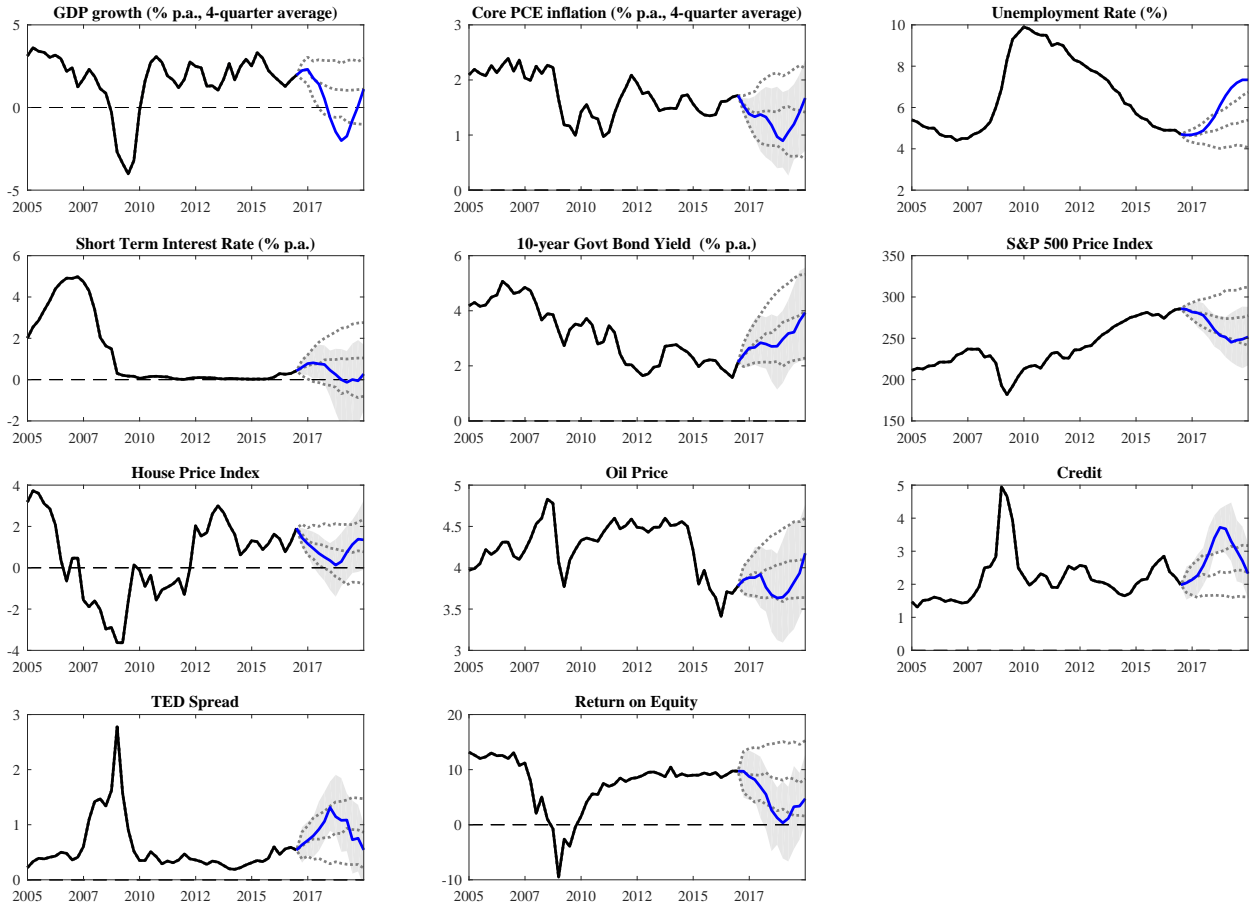 GDP growth (% p.a., 4-quarter average)
5
0
-5
2005 2007 2010 2012 2015 2017
Core PCE inflation (% p.a., 4-quarter average)
3
2
1
0
2005 2007 2010 2012 2015 2017
Unemployment Rate (%)
10
8
6
4
2
2005 2007 2010 2012 2015 2017
Short Term Interest Rate (% p.a.)
6
4
2
0
-2
2005 2007 2010 2012 2015 2017
10-year Govt Bond Yield (% p.a.)
6
4
2
0
2005 2007 2010 2012 2015 2017
S&P 500 Price Index
350
300
250
200
150
2005 2007 2010 2012 2015 2017
House Price Index
4
2
0
-2
-4
2005 2007 2010 2012 2015 2017
Oil Price
5
4.5
4
3.5
3
2005 2007 2010 2012 2015 2017
Credit
5
4
3
2
1
0
2005 2007 2010 2012 2015 2017
TED Spread
3
2
1
0
2005 2007 2010 2012 2015 2017
Return on Equity
20
10
0
-10
2005 2007 2010 2012 2015 2017